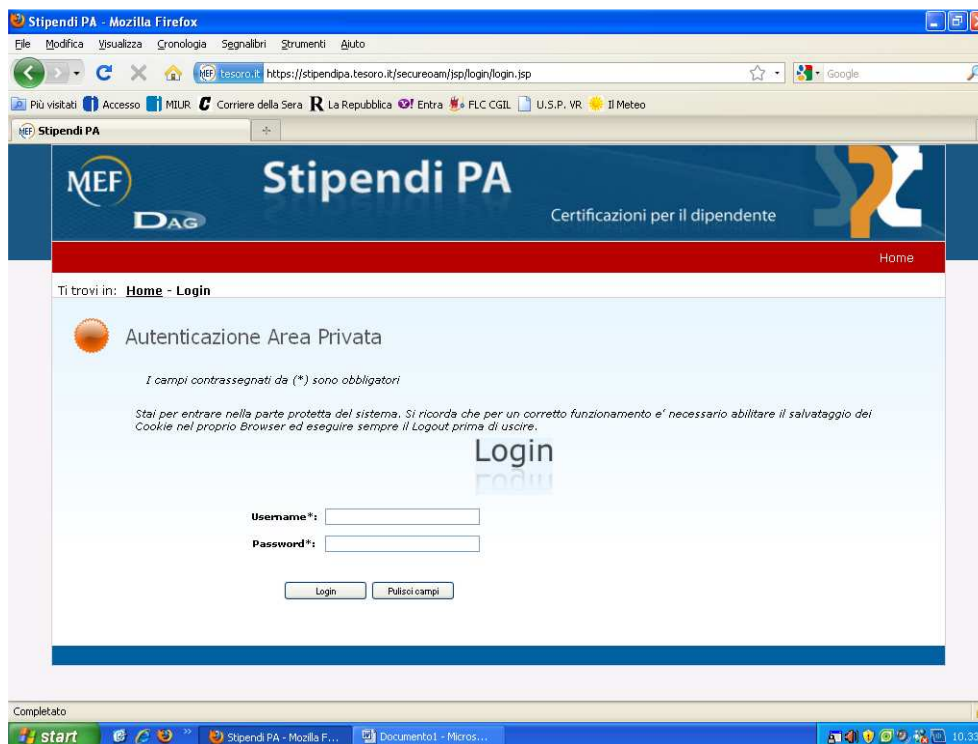 Stipendi PA - Mozilla Firefox
File Modifica Visualizza Cronologia Segnalibri Strumenti Aiuto
MEF tesoro.it https://stipendipa.tesoro.it/secureoam/jsp/login/login.jsp Google
Più visitati Accesso MIUR Corriere della Sera R La Repubblica Entra FLC CGIL U.S.P. VR Il Meteo
MEF Stipendi PA
MEF Stipendi PA
DAG Certificazioni per il dipendente
Home
Ti trovi in: Home - Login
Autenticazione Area Privata
I campi contrassegnati da (*) sono obbligatori
Stai per entrare nella parte protetta del sistema. Si ricorda che per un corretto funzionamento e' necessario abilitare il salvataggio dei
Cookie nel proprio Browser ed eseguire sempre il Logout prima di uscire.
Login
Username*:
Password*:
Login Pulisci campi
Completato
start Stipendi PA - Mozilla F... Documento1 - Micros...